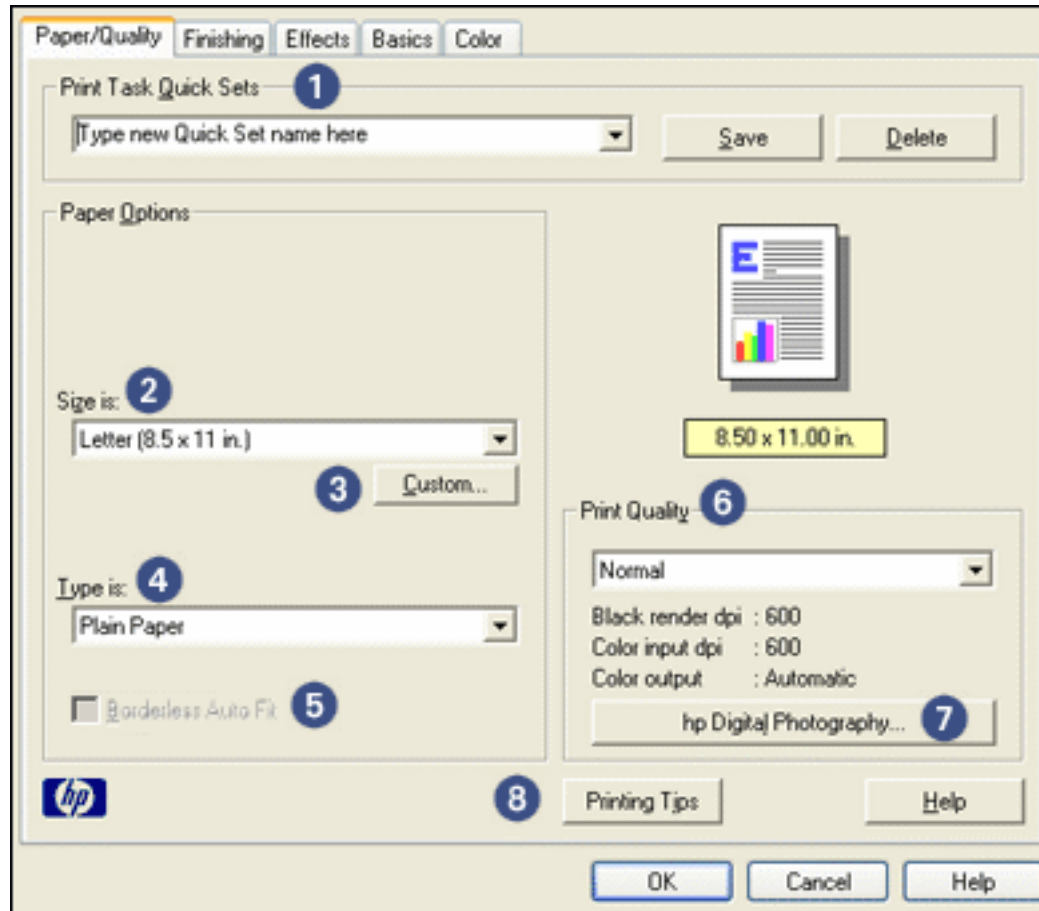 Paper/Quality Finishing Effects Basics Color
Print Task Quick Sets 1
Type new Quick Set name here Save Delete
Paper Options
E
Size is: 2
Letter (8.5 x 11 in.)
8.50 x 11.00 in.
3 Custom...
Print Quality 6
Normal
Type is: 4
Plain Paper
Black render dpi : 600
Color input dpi : 600
Color output : Automatic
Borderless Auto Fit 5
hp Digital Photography... 7
hp
8 Printing Tips Help
OK Cancel Help